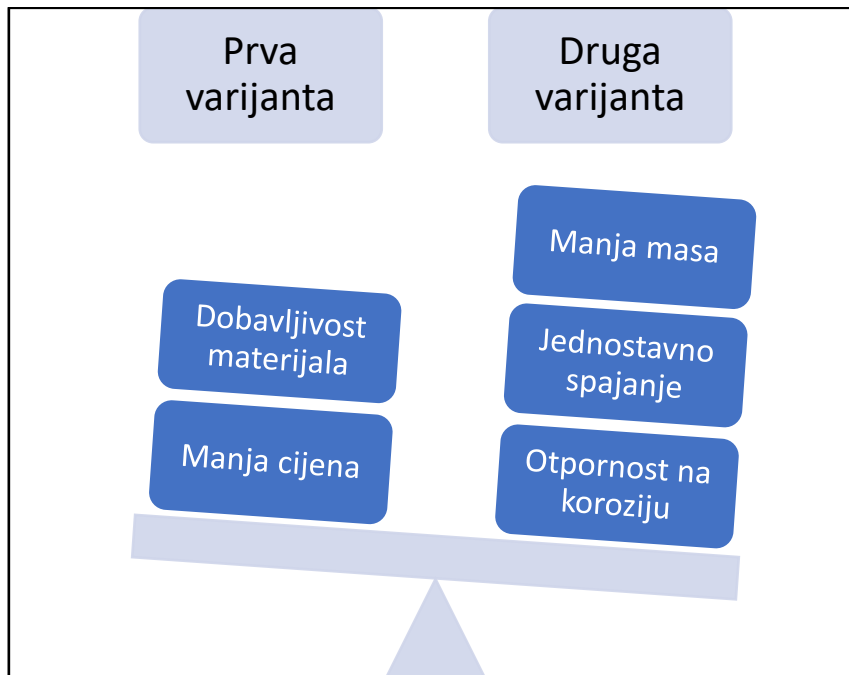 Prva
varijanta
Druga
varijanta
Dobavljivost
materijala
Manja cijena
Manja masa
Jednostavno
spajanje
Otpornost na
koroziju